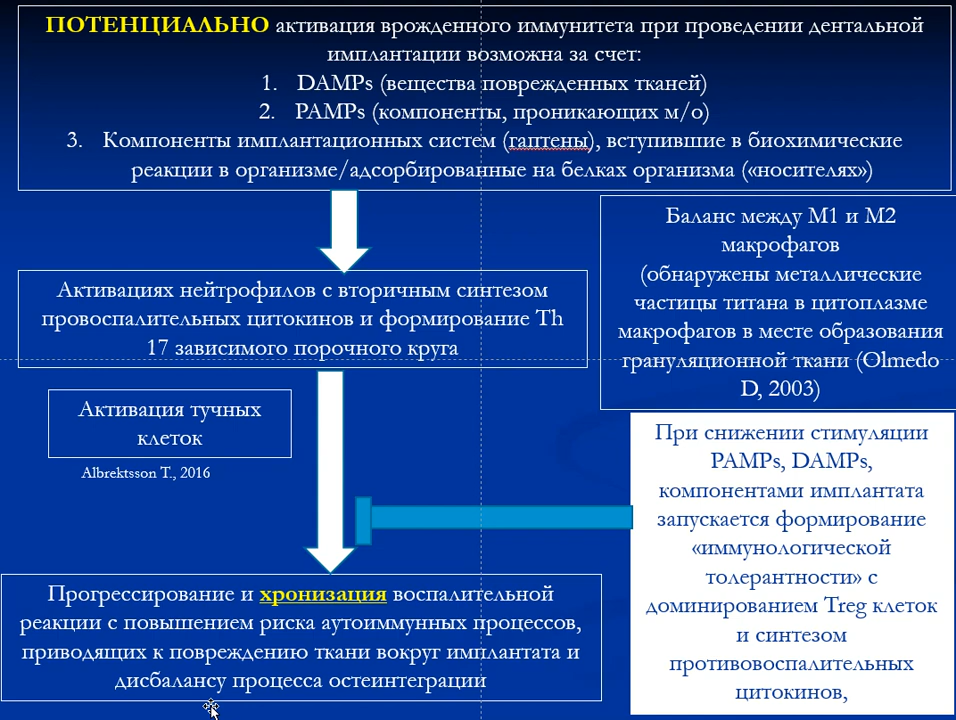 ПОТЕНЦИАЛЬНО активация врожденного иммунитета при проведении дентальной
имплантации возможна за счет:
1. DAMPs (вещества поврежденных тканей)
2. PAMPs (компоненты, проникающих м/о)
3. Компоненты имплантационных систем (гаптены), вступившие в биохимические
реакции в организме/адсорбированные на белках организма («носителях»)
Баланс между М1 и М2
макрофагов
(обнаружены металлические
частицы титана в цитоплазме
макрофагов в месте образования
грануляционной ткани (Olmedo
D, 2003)
Активациях нейтрофилов с вторичным синтезом
провоспалительных цитокинов и формирование Th
17 зависимого порочного круга
Активация тучных
клеток
Albrektsson T., 2016
При снижении стимуляции
PAMPs, DAMPs,
компонентами имплантата
запускается формирование
«иммунологической
толерантности» с
доминированием Treg клеток
и синтезом
противовоспалительных
цитокинов,
Прогрессирование и хронизация воспалительной
реакции с повышением риска аутоиммунных процессов,
приводящих к повреждению ткани вокруг имплантата и
дисбалансу процесса остеинтеграции